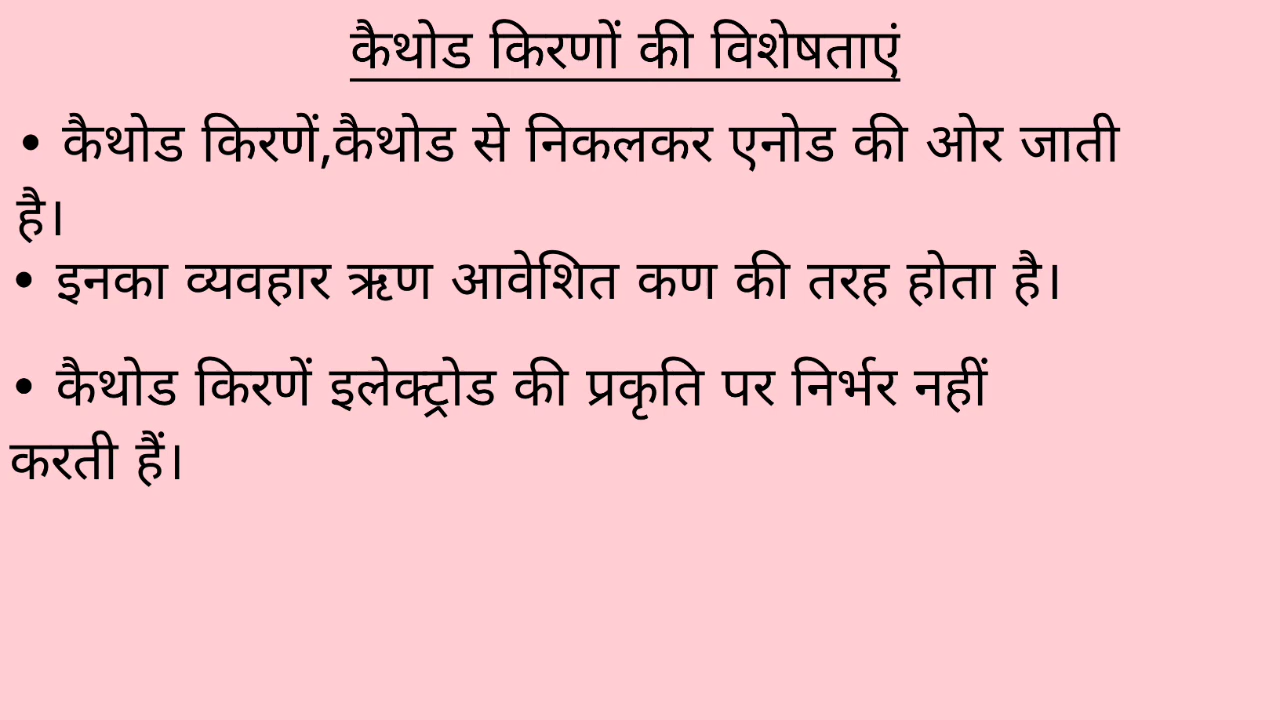 कैथोड किरणों की विशेषताएं
• कैथोड किरणें,कैथोड से निकलकर एनोड की ओर जाती
है।
• इनका व्यवहार ऋण आवेशित कण की तरह होता है।
• कैथोड किरणें इलेक्ट्रोड की प्रकृति पर निर्भर नहीं
करती हैं।